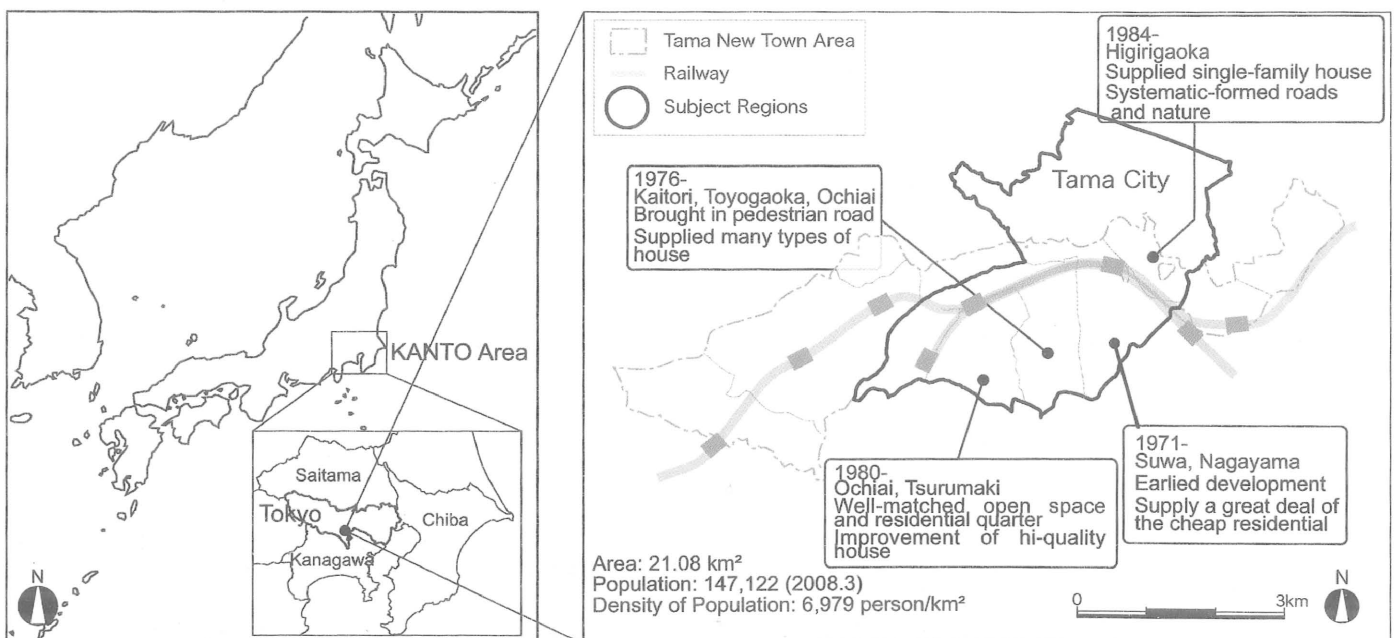 KANTO Area
Saitama
Tokyo
Chiba
Kanagawa
N
Tama New Town Area
Railway
Subject Regions
1984-
Higirigaoka
Supplied single-family house
Systematic-formed roads
and nature
Tama City
1976-
Kaitori, Toyogaoka, Ochiai
Brought in pedestrian road
Supplied many types of
house
1980-
Ochiai, Tsurumaki
Well-matched open space
and residential quarter
Improvement of hi-quality
house
1971-
Suwa, Nagayama
Earlied development
Supply a great deal of
the cheap residential
Area: 21.08 km²
Population: 147,122 (2008.3)
Density of Population: 6,979 person/km²
0 3km
N